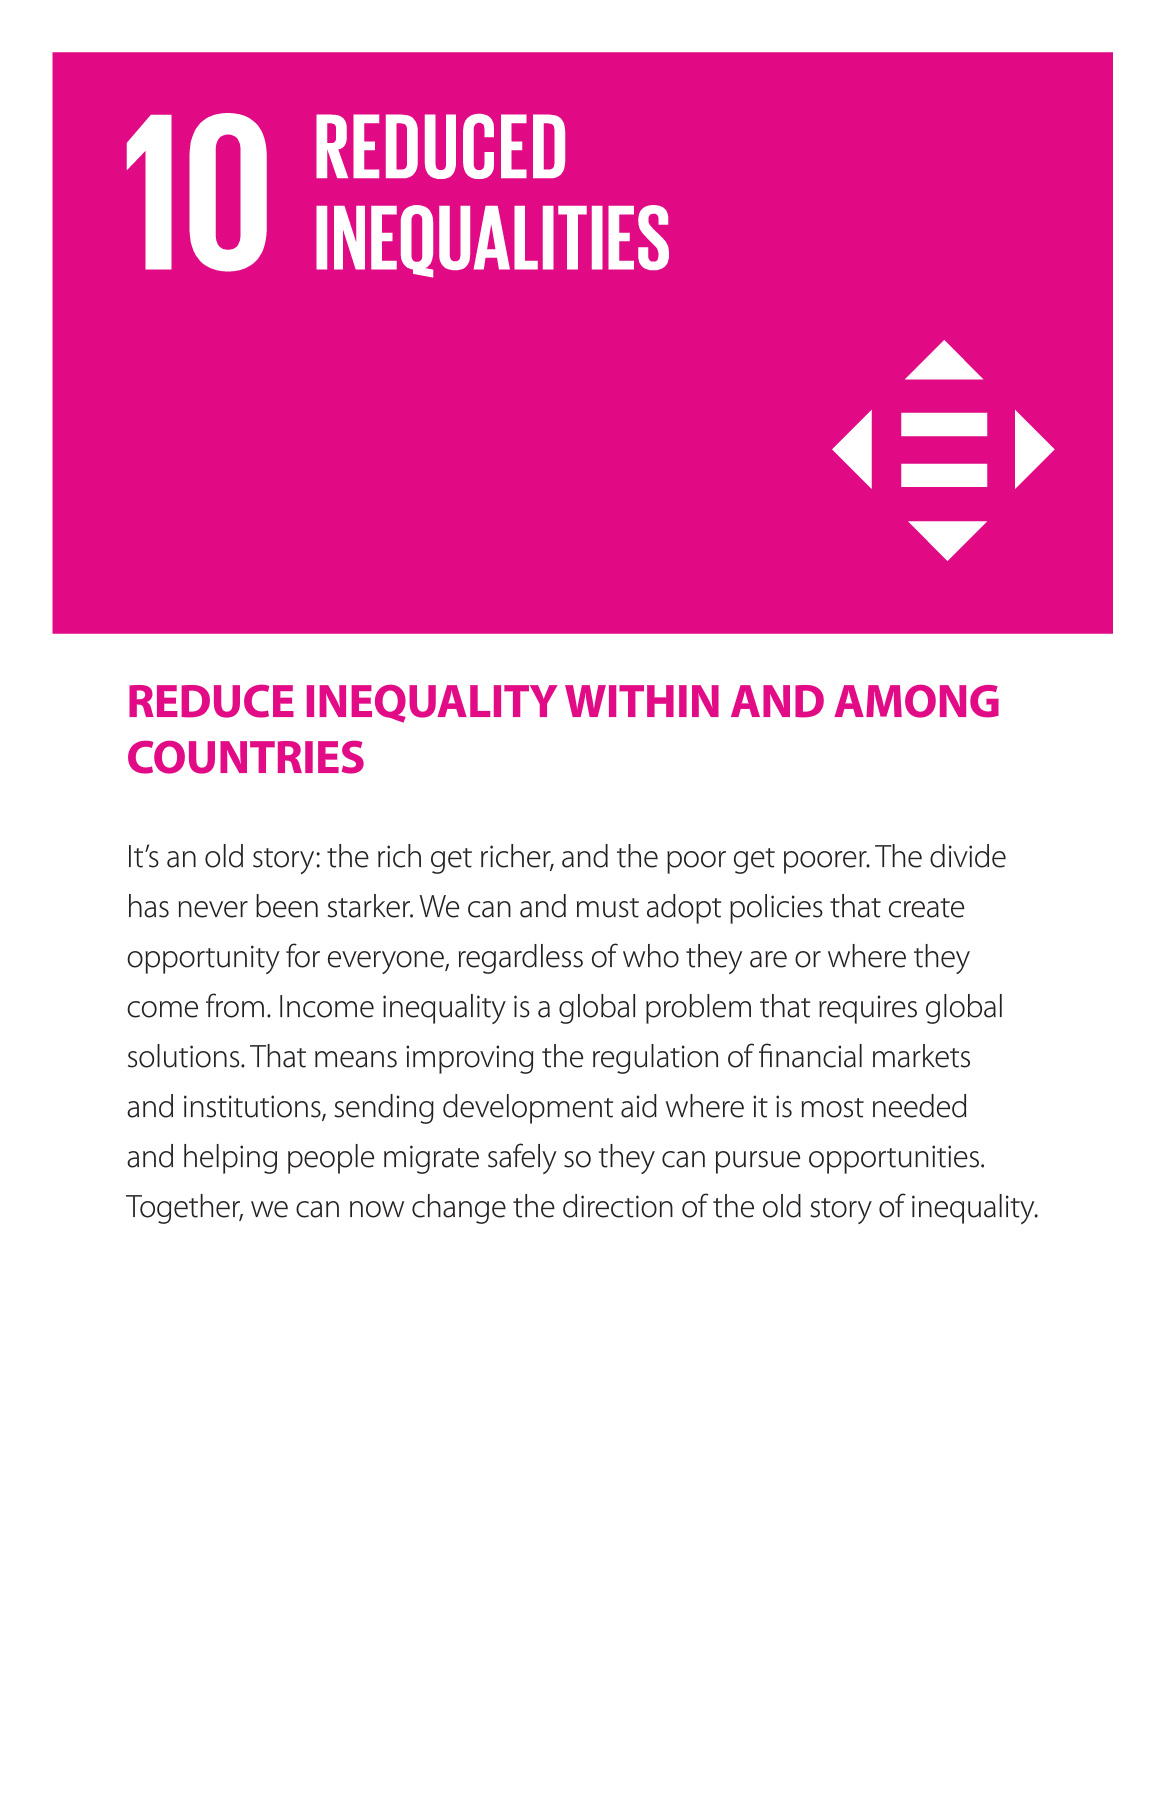 10 REDUCED
INEQUALITIES
REDUCE INEQUALITY WITHIN AND AMONG
COUNTRIES
It’s an old story: the rich get richer, and the poor get poorer. The divide
has never been starker. We can and must adopt policies that create
opportunity for everyone, regardless of who they are or where they
come from. Income inequality is a global problem that requires global
solutions. That means improving the regulation of financial markets
and institutions, sending development aid where it is most needed
and helping people migrate safely so they can pursue opportunities.
Together, we can now change the direction of the old story of inequality.